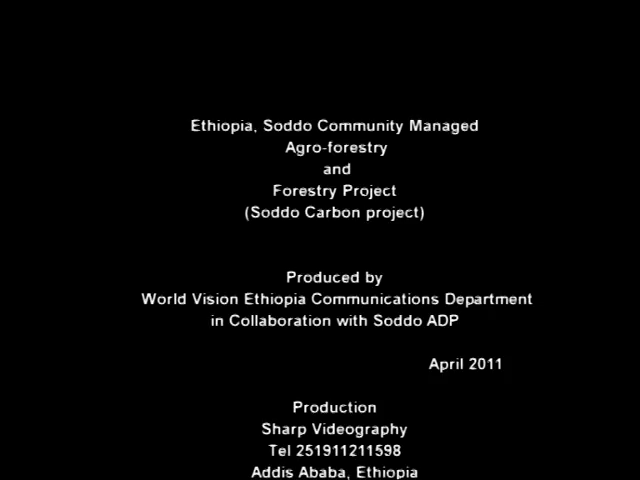 Ethiopia, Soddo Community Managed
Agro-forestry
and
Forestry Project
(Soddo Carbon project)
Produced by
World Vision Ethiopia Communications Department
in Collaboration with Soddo ADP
April 2011
Production
Sharp Videography
Tel 251911211598
Addis Ababa, Ethiopia